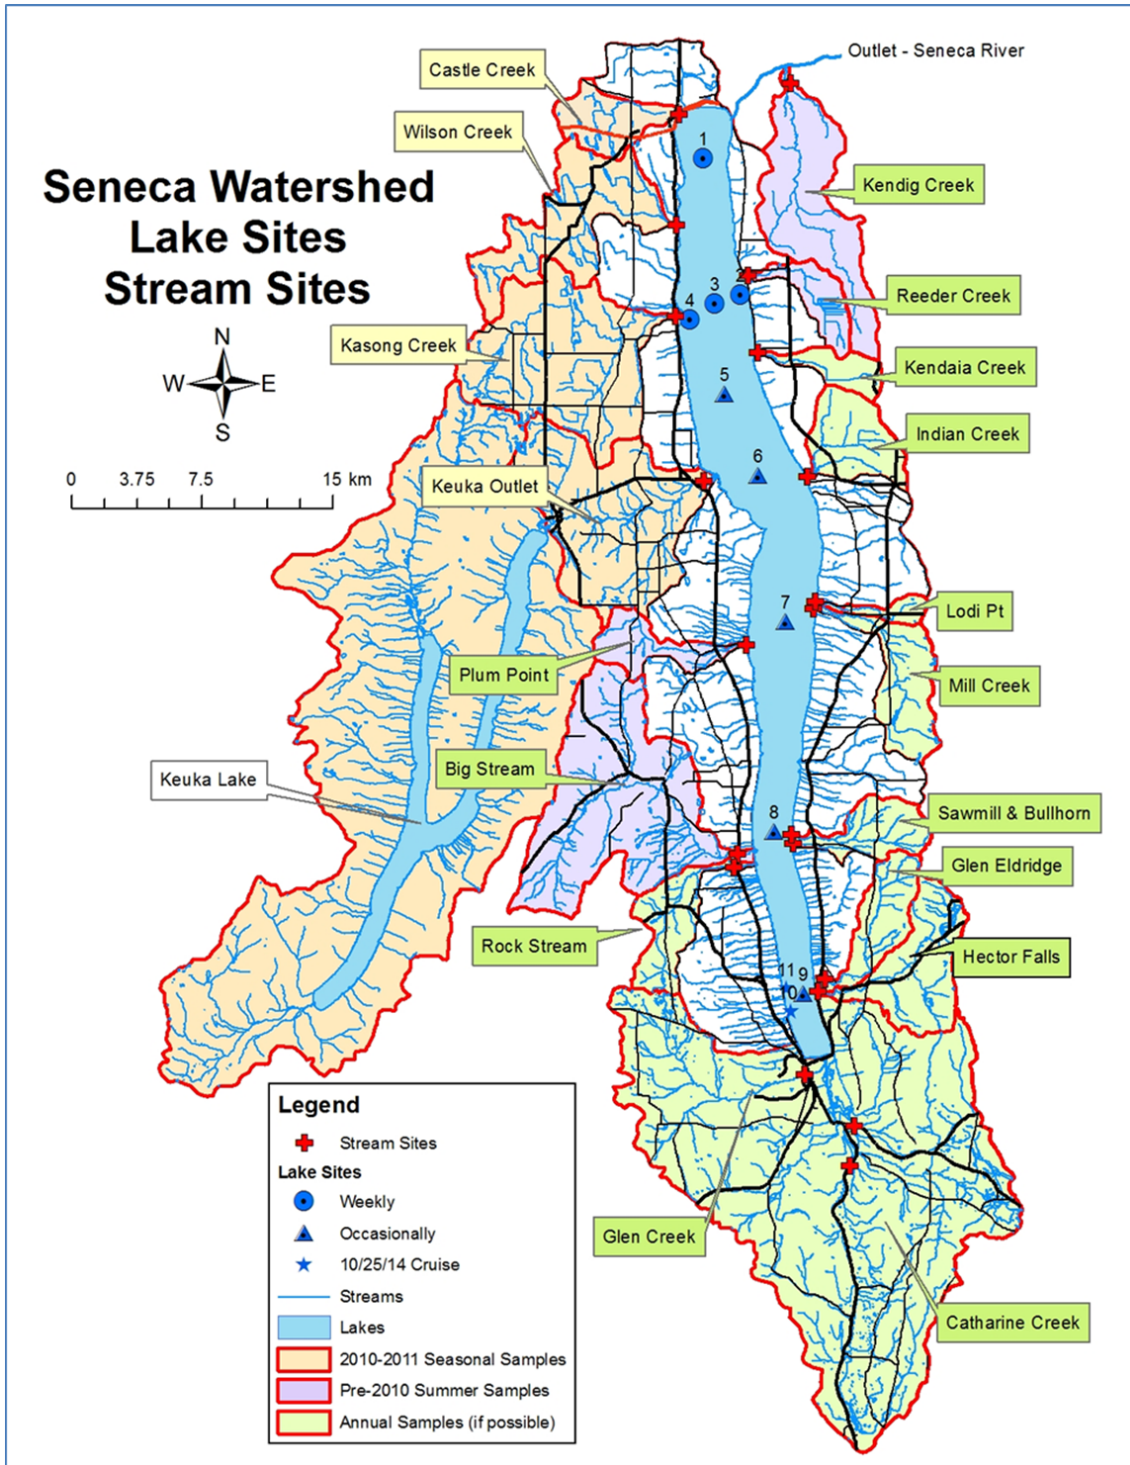 Outlet - Seneca River
Castle Creek
Wilson Creek
1
Seneca Watershed
Lake Sites
Stream Sites
Kendig Creek
2
3
4
Reeder Creek
N
W E
S
Kasong Creek
Kendaia Creek
5
Indian Creek
6
0 3.75 7.5 15 km
Keuka Outlet
7
Lodi Pt
Plum Point
Mill Creek
Big Stream
Keuka Lake
8
Sawmill & Bullhorn
Glen Eldridge
Rock Stream
Hector Falls
11 9
10
Legend
Stream Sites
Lake Sites
Weekly
Occasionally
10/25/14 Cruise
Streams
Lakes
2010-2011 Seasonal Samples
Pre-2010 Summer Samples
Annual Samples (if possible)
Glen Creek
Catharine Creek